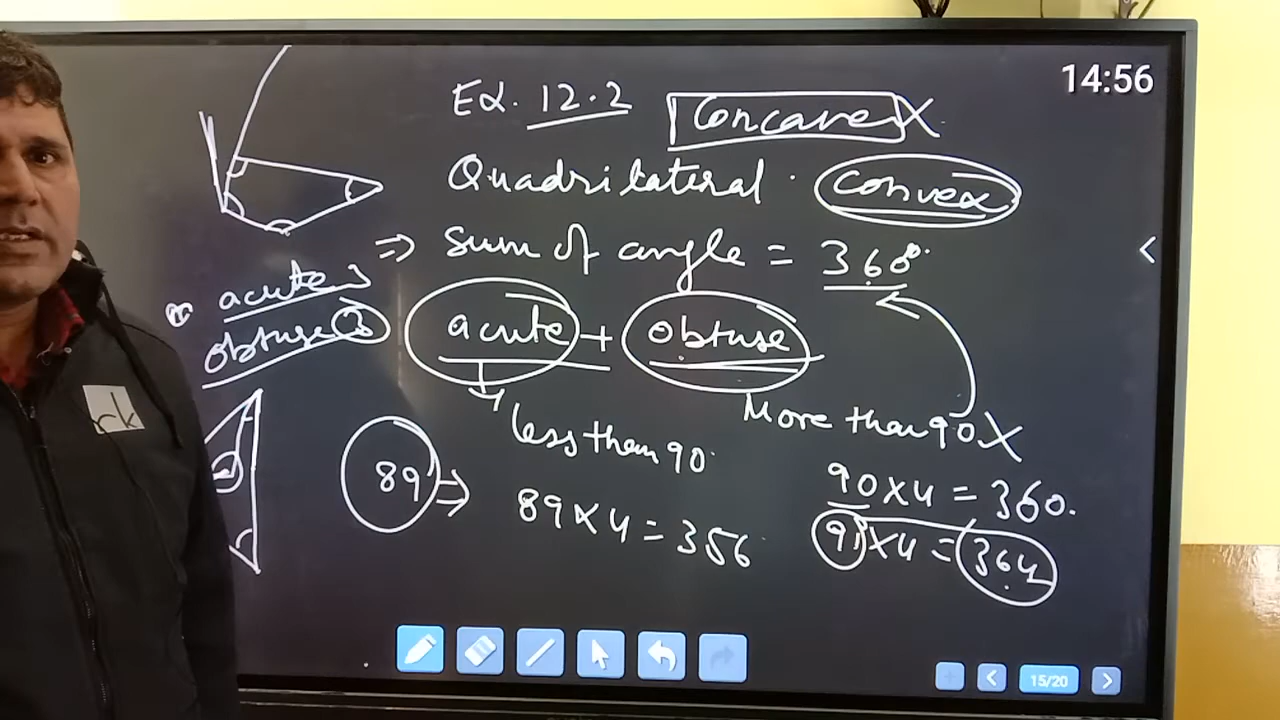 14:56
Ex. 12.2 Concave X
Quadrilateral . Convex
⇒ Sum of angle = 360°.
acute
obtuse
acute + obtuse
less than 90°
More than 90 X
89 ⇒ 89 × 4 = 356
90 × 4 = 360.
91 × 4 = 364
rk
15/20